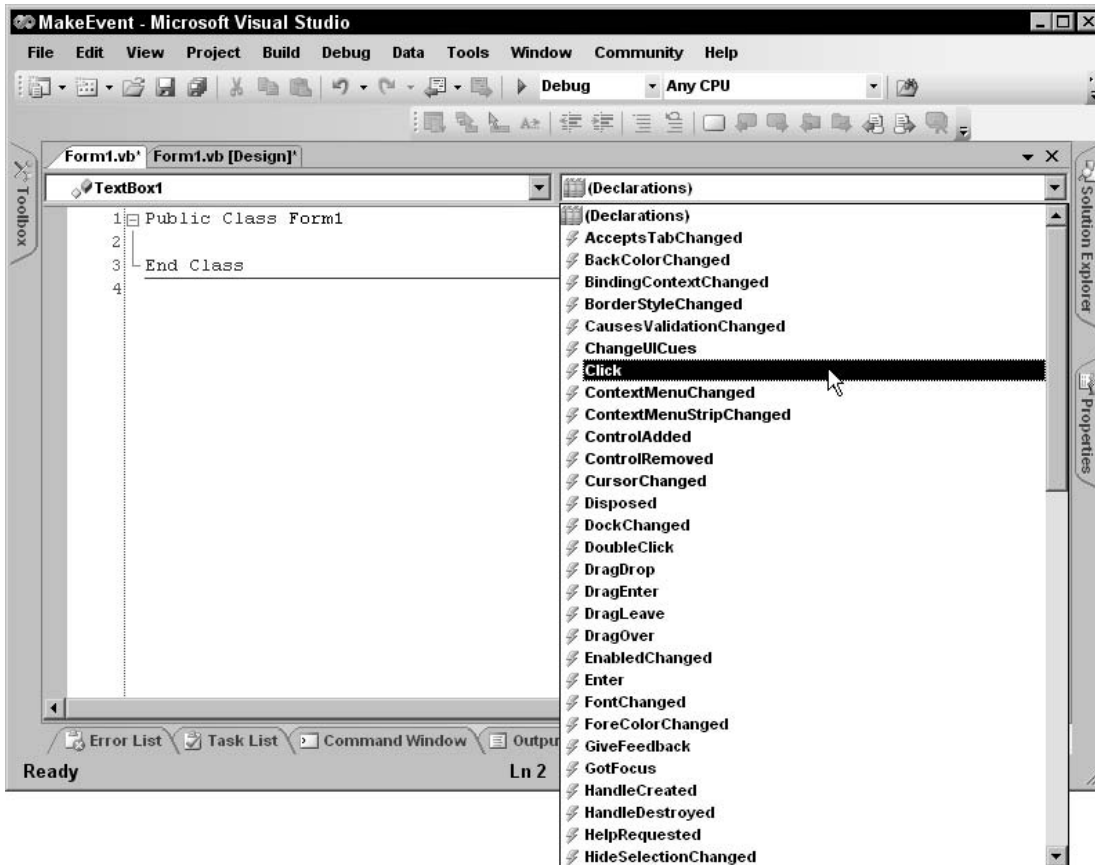 MakeEvent - Microsoft Visual Studio
File Edit View Project Build Debug Data Tools Window Community Help
Debug Any CPU
Toolbox
Form1.vb* Form1.vb [Design]*
TextBox1
(Declarations)
1 Public Class Form1
2
3 End Class
4
(Declarations)
AcceptsTabChanged
BackColorChanged
BindingContextChanged
BorderStyleChanged
CausesValidationChanged
ChangeUICues
Click
ContextMenuChanged
ContextMenuStripChanged
ControlAdded
ControlRemoved
CursorChanged
Disposed
DockChanged
DoubleClick
DragDrop
DragEnter
DragLeave
DragOver
EnabledChanged
Enter
FontChanged
ForeColorChanged
GiveFeedback
GotFocus
HandleCreated
HandleDestroyed
HelpRequested
HideSelectionChanged
Solution Explorer
Properties
Error List Task List Command Window Outpu
Ready Ln 2